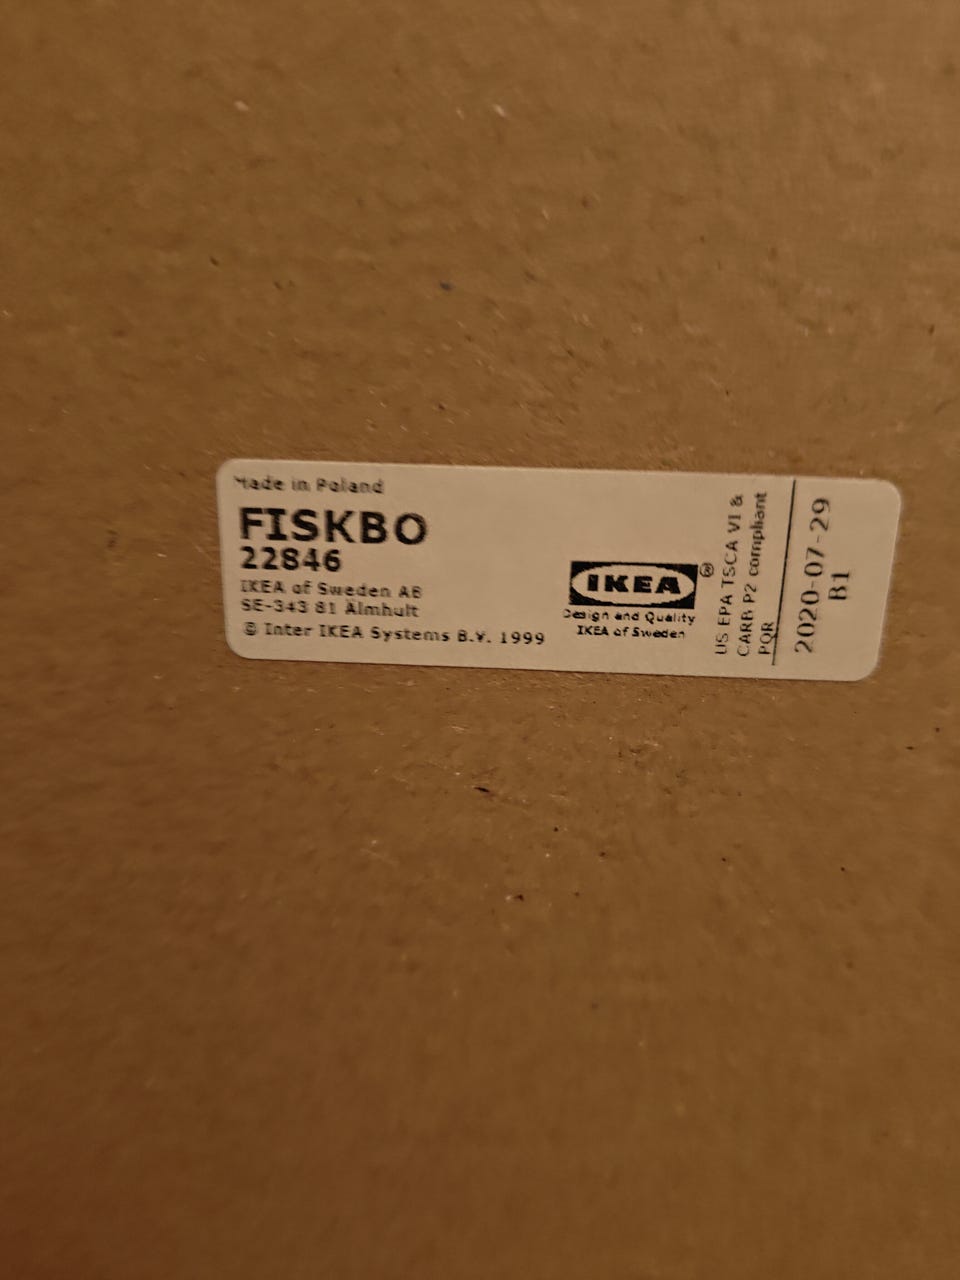 Made in Poland
FISKBO
22846
IKEA of Sweden AB
SE-343 81 Älmhult
© Inter IKEA Systems B.V. 1999
IKEA®
Design and Quality
IKEA of Sweden
US EPA TSCA VI &
CARB P2 compliant
PQR
2020-07-29
B1